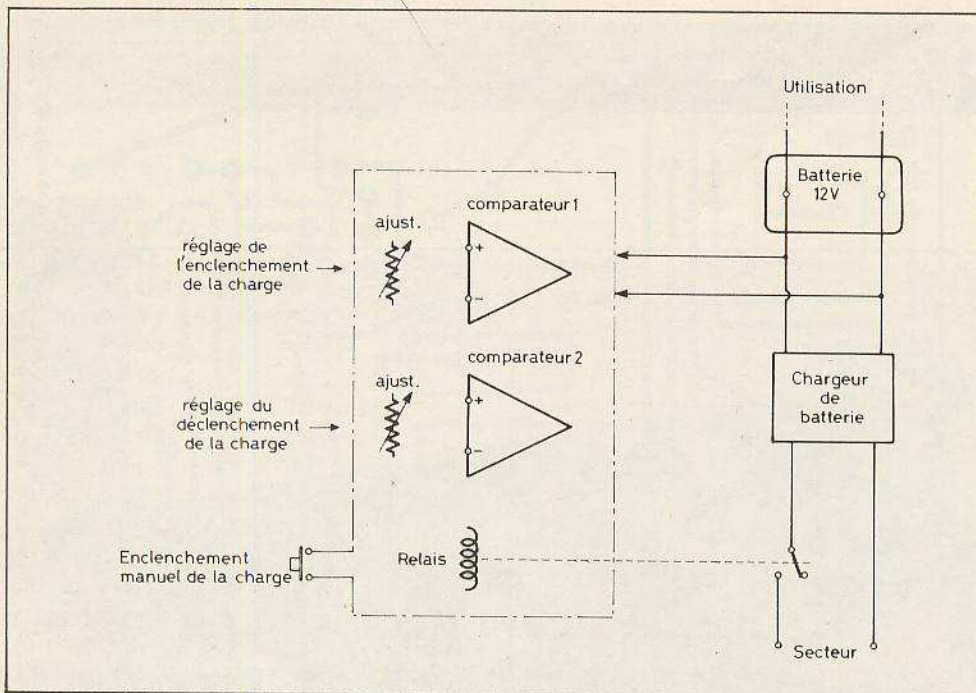 Utilisation
Batterie
12V
comparateur 1
ajust.
+
−
réglage de
l'enclenchement
de la charge
comparateur 2
ajust.
+
−
réglage du
déclenchement
de la charge
Chargeur
de
batterie
Enclenchement
manuel de la charge
Relais
Secteur